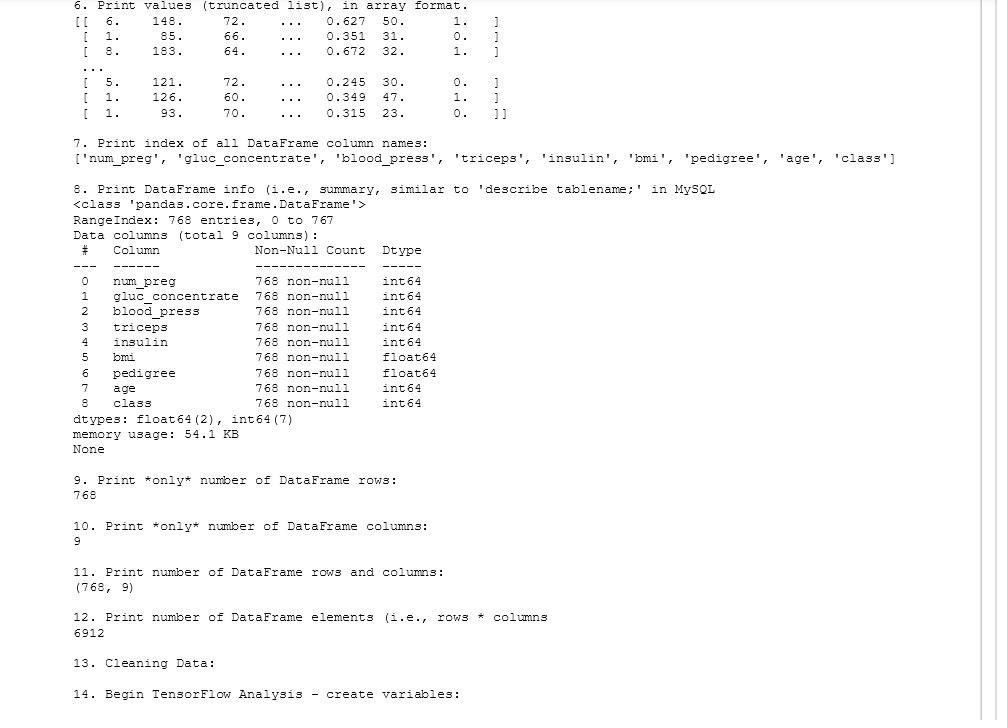 6. Print values (truncated list), in array format.
[[ 6. 148. 72. ... 0.627 50. 1. ]
[ 1. 85. 66. ... 0.351 31. 0. ]
[ 8. 183. 64. ... 0.672 32. 1. ]
...
[ 5. 121. 72. ... 0.245 30. 0. ]
[ 1. 126. 60. ... 0.349 47. 1. ]
[ 1. 93. 70. ... 0.315 23. 0. ]]
7. Print index of all DataFrame column names:
['num_preg', 'gluc_concentrate', 'blood_press', 'triceps', 'insulin', 'bmi', 'pedigree', 'age', 'class']
8. Print DataFrame info (i.e., summary, similar to 'describe tablename;' in MySQL
<class 'pandas.core.frame.DataFrame'>
RangeIndex: 768 entries, 0 to 767
Data columns (total 9 columns):
# Column Non-Null Count Dtype
--- ------ -------------- -----
0 num_preg 768 non-null int64
1 gluc_concentrate 768 non-null int64
2 blood_press 768 non-null int64
3 triceps 768 non-null int64
4 insulin 768 non-null int64
5 bmi 768 non-null float64
6 pedigree 768 non-null float64
7 age 768 non-null int64
8 class 768 non-null int64
dtypes: float64(2), int64(7)
memory usage: 54.1 KB
None
9. Print *only* number of DataFrame rows:
768
10. Print *only* number of DataFrame columns:
9
11. Print number of DataFrame rows and columns:
(768, 9)
12. Print number of DataFrame elements (i.e., rows * columns
6912
13. Cleaning Data:
14. Begin TensorFlow Analysis - create variables: